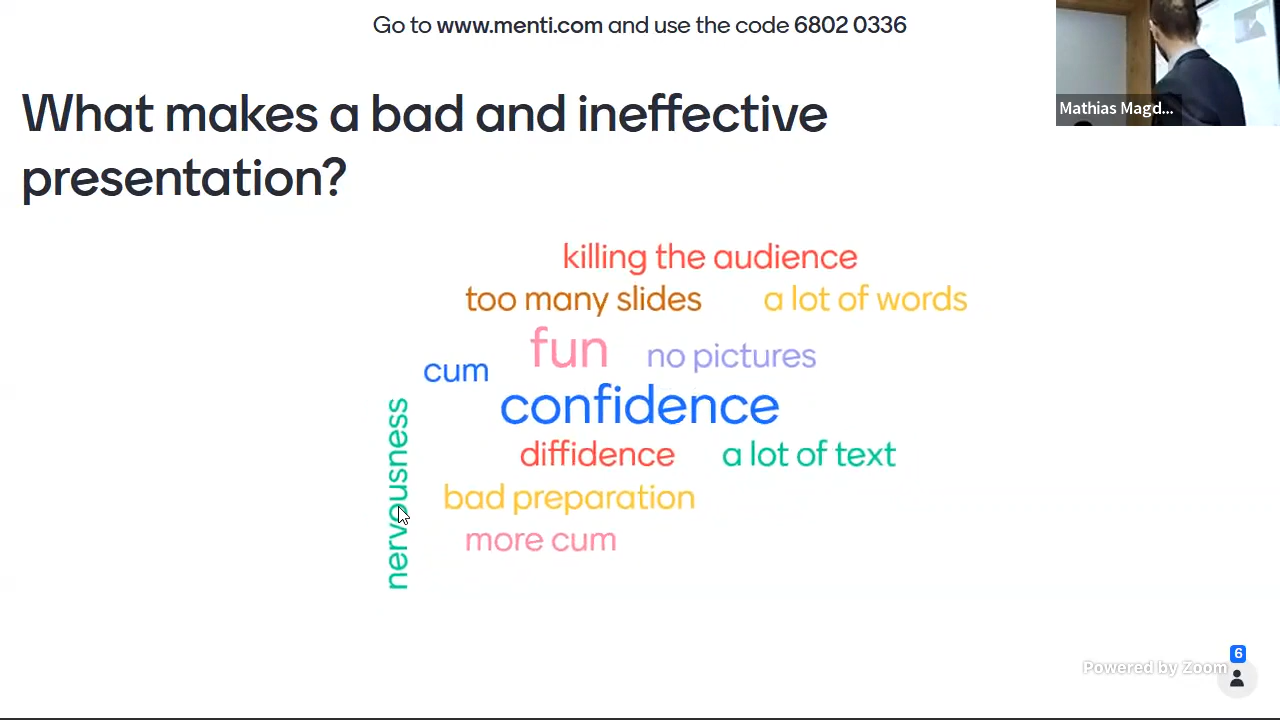 Go to www.menti.com and use the code 6802 0336
Mathias Magd...
What makes a bad and ineffective
presentation?
killing the audience
too many slides
a lot of words
fun
no pictures
cum
confidence
nervousness
diffidence
a lot of text
bad preparation
more cum
6
Powered by Zoom